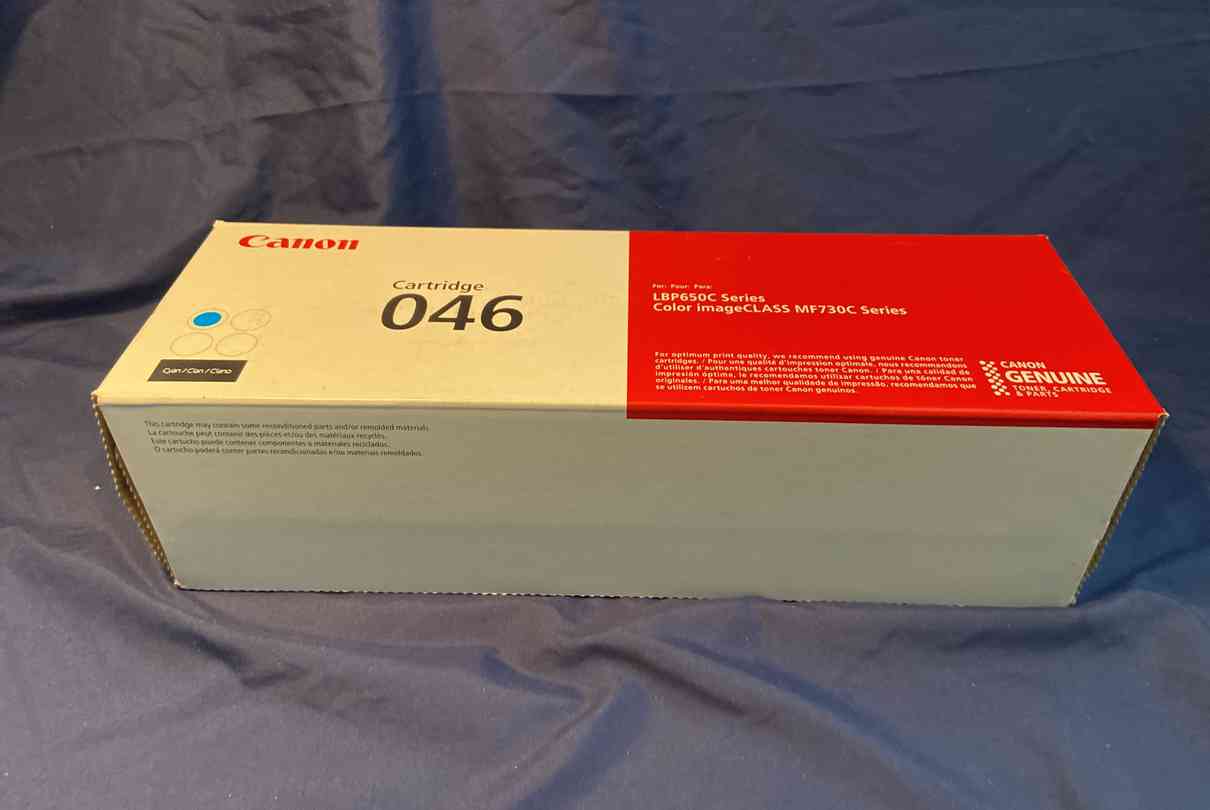 Canon
Cartridge
046
Cyan / Cian / Ciano
For: Pour: Para:
LBP650C Series
Color imageCLASS MF730C Series
For optimum print quality, we recommend using genuine Canon toner
cartridges. / Pour une qualité d'impression optimale, nous recommandons
d'utiliser d'authentiques cartouches toner Canon. / Para una calidad de
impresión óptima, le recomendamos utilizar cartuchos de tóner Canon
originales. / Para uma melhor qualidade de impressão, recomendamos que
se utilizem cartuchos de toner Canon genuínos.
CANON
GENUINE
TONER, CARTRIDGE
& PARTS
This cartridge may contain some reconditioned parts and/or remolded materials.
La cartouche peut contenir des pièces et/ou des matériaux recyclés.
Este cartucho puede contener componentes o materiales reciclados.
O cartucho poderá conter partes recondicionadas e/ou materiais remoldados.